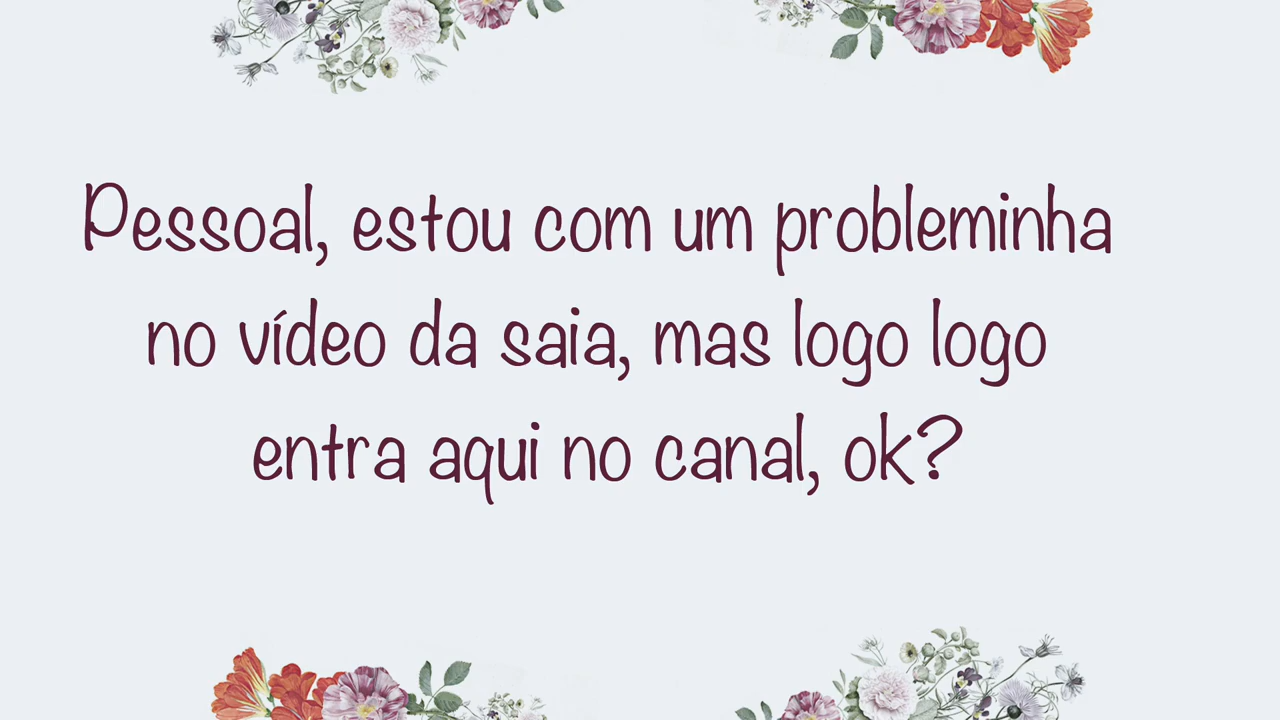 Pessoal, estou com um probleminha
no vídeo da saia, mas logo logo
entra aqui no canal, ok?